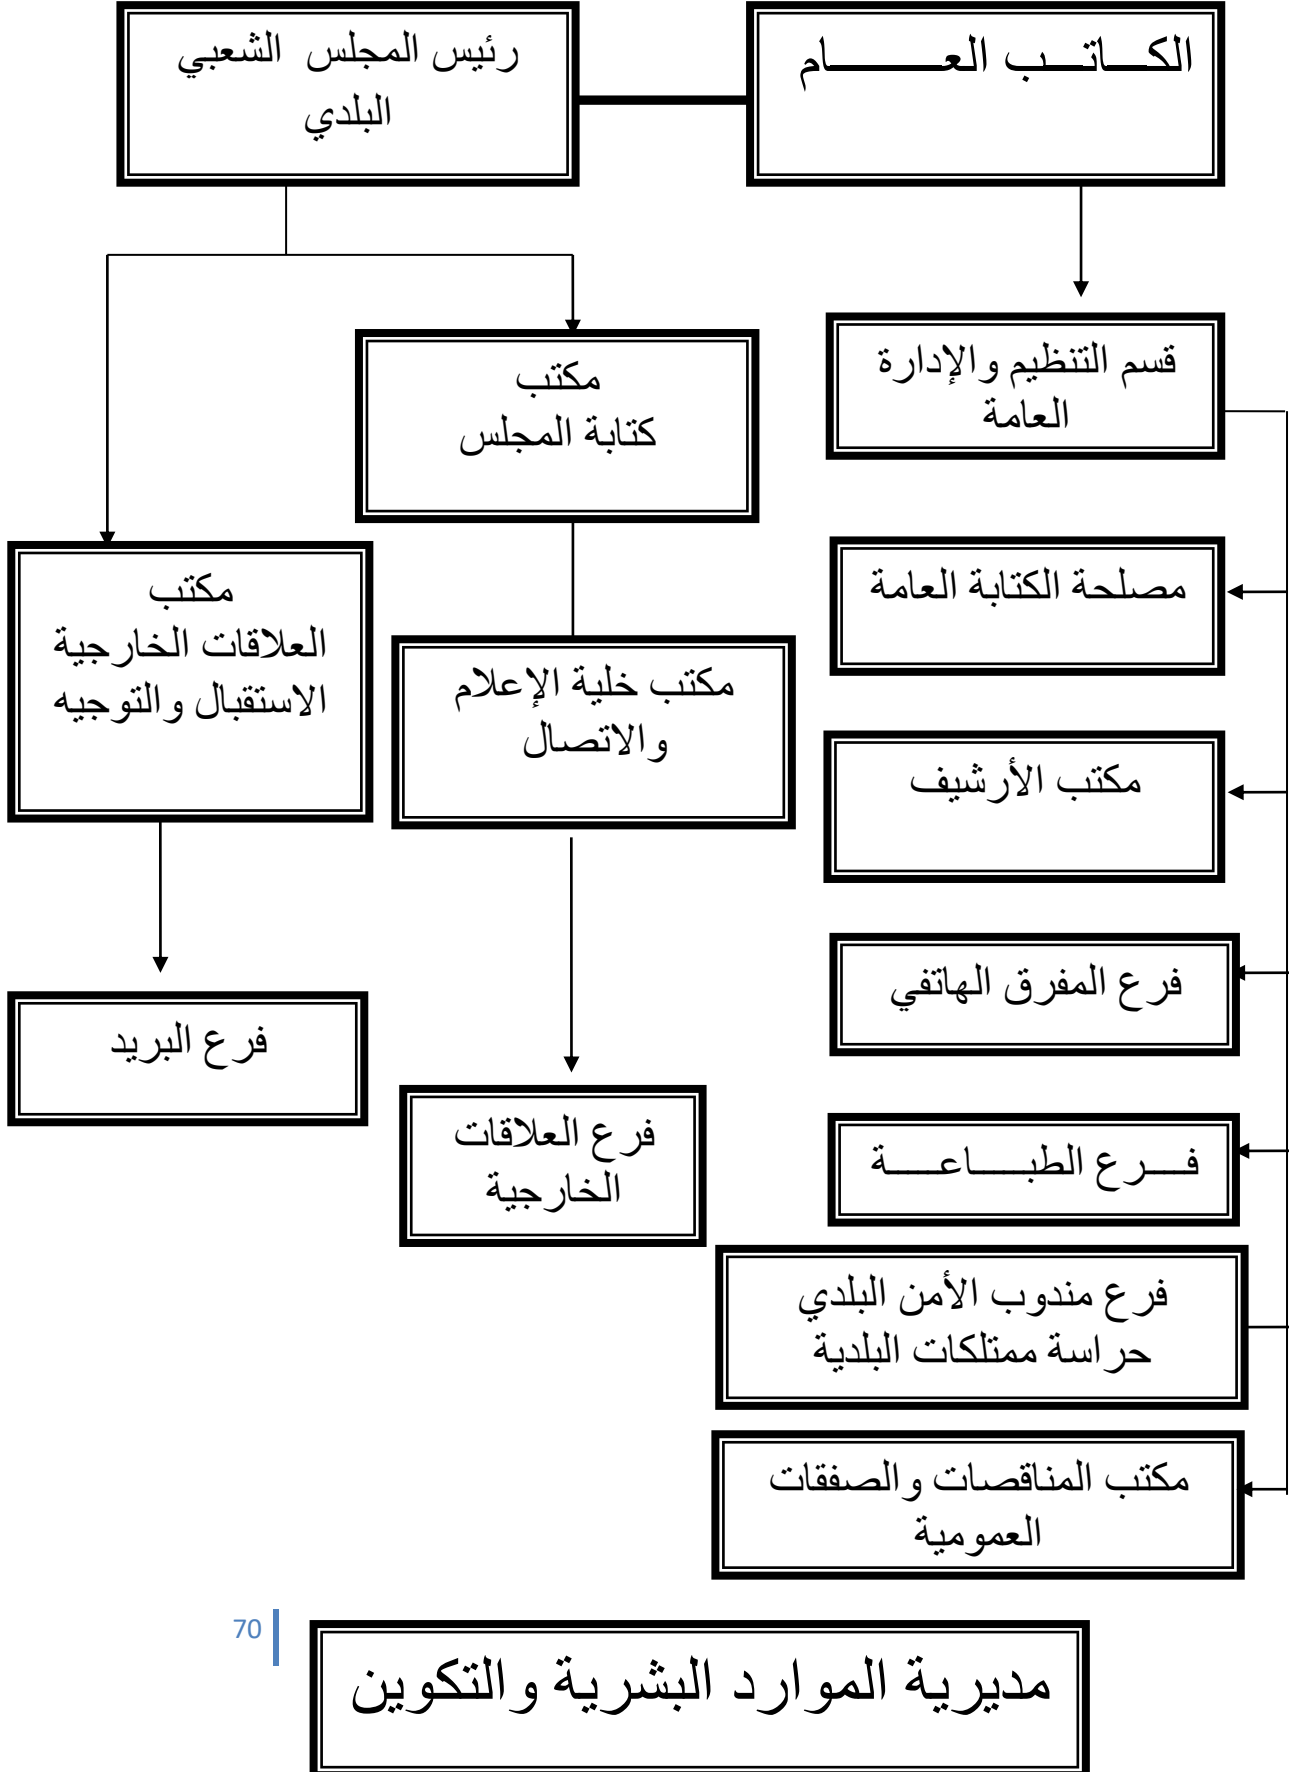 الكـــاتـــب العـــــــــام
رئيس المجلس الشعبي
البلدي
قسم التنظيم والإدارة
العامة
مكتب
كتابة المجلس
مصلحة الكتابة العامة
مكتب
العلاقات الخارجية
الاستقبال والتوجيه
مكتب خلية الإعلام
والاتصال
مكتب الأرشيف
فرع المفرق الهاتفي
فرع البريد
فرع العلاقات
الخارجية
فـــرع الطبـــــاعـــــة
فرع مندوب الأمن البلدي
حراسة ممتلكات البلدية
مكتب المناقصات والصفقات
العمومية
70
مديرية الموارد البشرية والتكوين